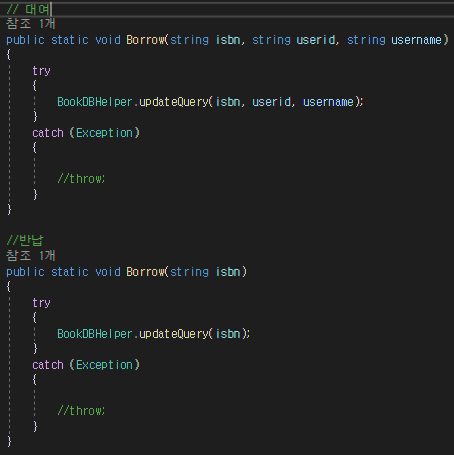 // 대여
참조 1개
public static void Borrow(string isbn, string userid, string username)
{
try
{
BookDBHelper.updateQuery(isbn, userid, username);
}
catch (Exception)
{
//throw;
}
}
//반납
참조 1개
public static void Borrow(string isbn)
{
try
{
BookDBHelper.updateQuery(isbn);
}
catch (Exception)
{
//throw;
}
}